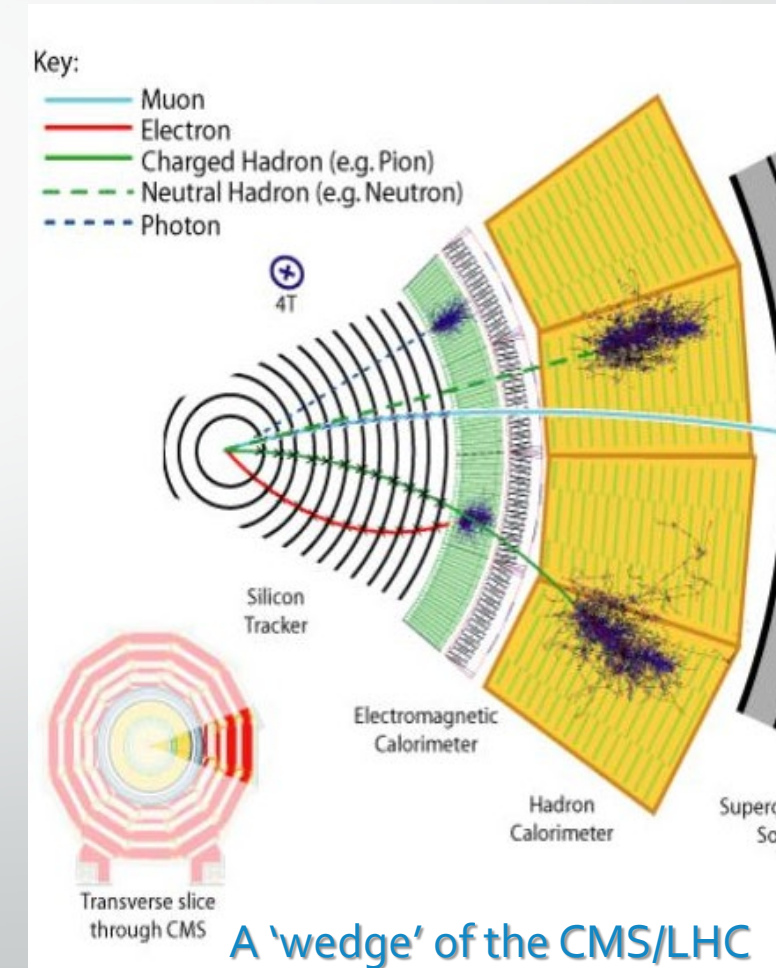 Key:
Muon
Electron
Charged Hadron (e.g. Pion)
Neutral Hadron (e.g. Neutron)
Photon
4T
Silicon
Tracker
Electromagnetic
Calorimeter
Hadron
Calorimeter
Transverse slice
through CMS
A ‘wedge’ of the CMS/LHC